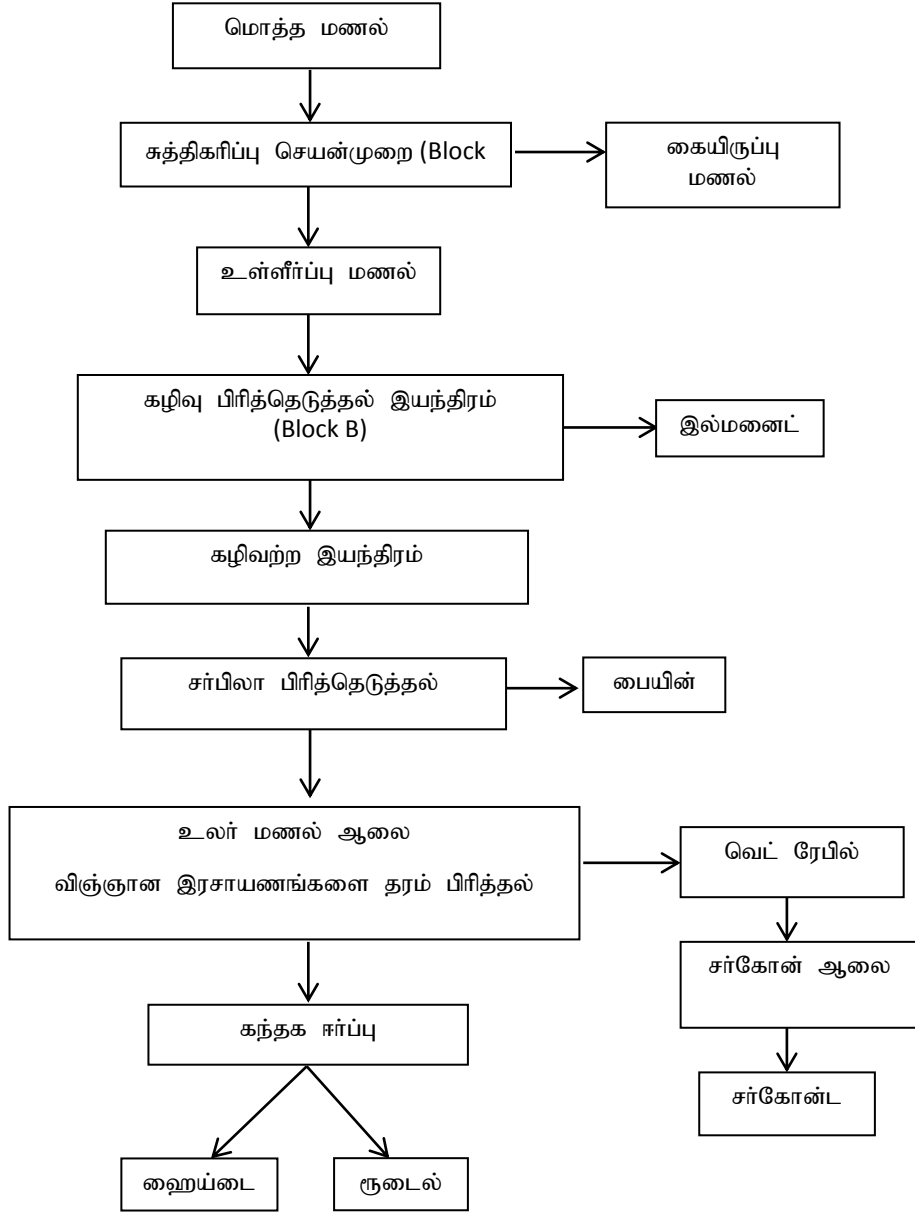 மொத்த மணல்
சுத்திகரிப்பு செயன்முறை (Block
கையிருப்பு
மணல்
உள்ளீர்ப்பு மணல்
கழிவு பிரித்தெடுத்தல் இயந்திரம்
(Block B)
இல்மனைட்
கழிவற்ற இயந்திரம்
சர்பிலா பிரித்தெடுத்தல்
பையின்
உலர் மணல் ஆலை
விஞ்ஞான இரசாயணங்களை தரம் பிரித்தல்
வெட் ரேபில்
சர்கோன் ஆலை
கந்தக ஈர்ப்பு
சர்கோன்ட
ஹைய்டை
ரூடைல்